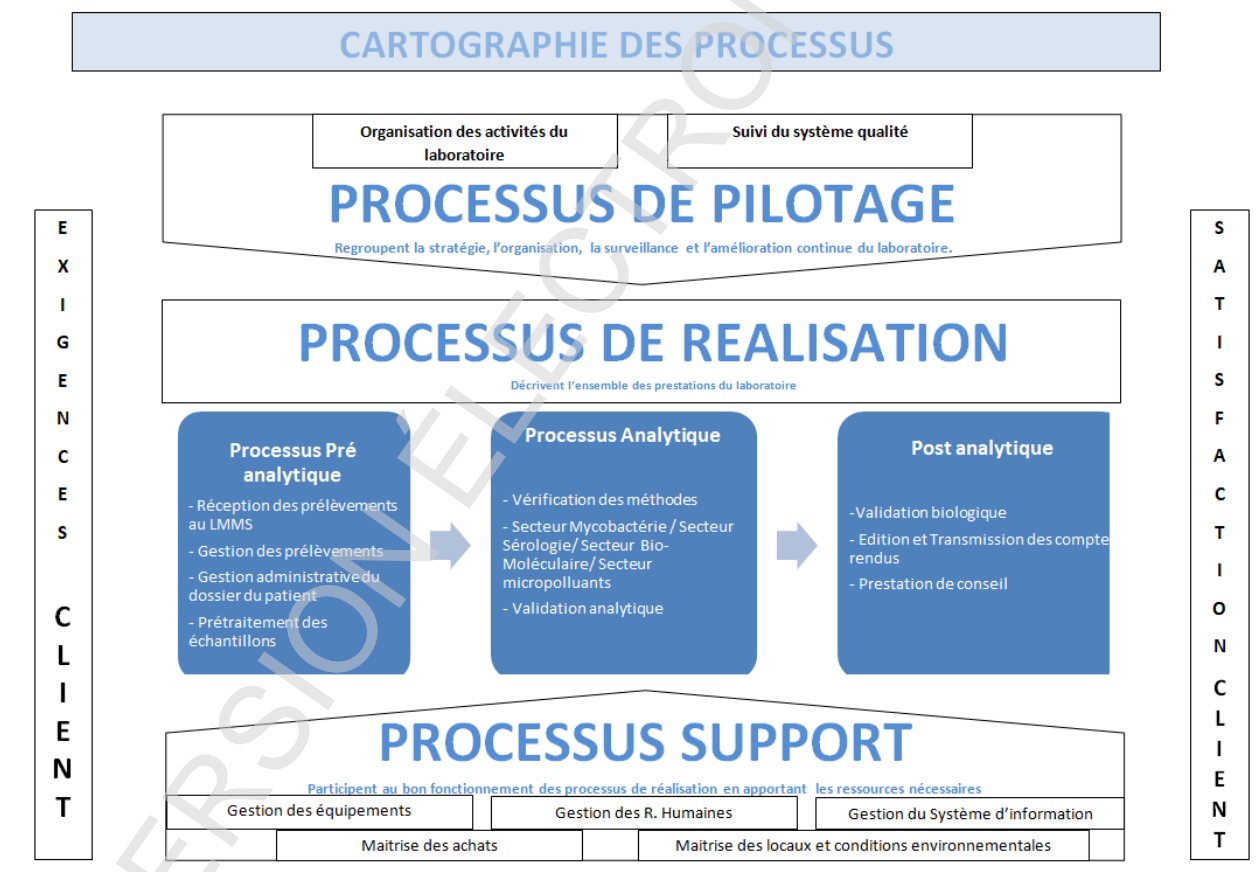 CARTOGRAPHIE DES PROCESSUS
Organisation des activités du
laboratoire
Suivi du système qualité
PROCESSUS DE PILOTAGE
Regroupent la stratégie, l'organisation, la surveillance et l'amélioration continue du laboratoire.
EXIGENCES CLIENT
PROCESSUS DE REALISATION
Décrivent l'ensemble des prestations du laboratoire
Processus Pré
analytique
- Réception des prélèvements
au LMMS
- Gestion des prélèvements
- Gestion administrative du
dossier du patient
- Prétraitement des
échantillons
Processus Analytique
- Vérification des méthodes
- Secteur Mycobactérie / Secteur
Sérologie/ Secteur Bio-
Moléculaire/ Secteur
micropolluants
- Validation analytique
Post analytique
-Validation biologique
- Edition et Transmission des compte
rendus
- Prestation de conseil
PROCESSUS SUPPORT
Participent au bon fonctionnement des processus de réalisation en apportant les ressources nécessaires
Gestion des équipements
Gestion des R. Humaines
Gestion du Système d'information
Maitrise des achats
Maitrise des locaux et conditions environnementales
SATISFACTION CLIENT
ERSION ÉLECTRO